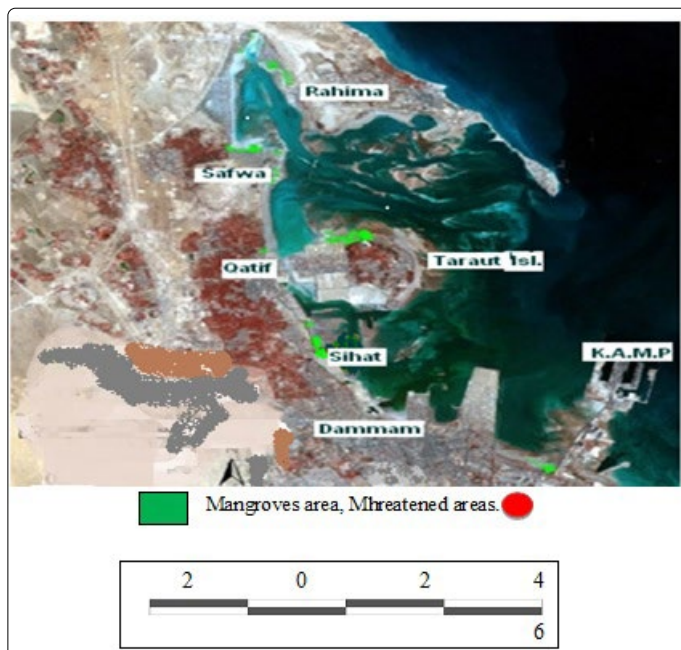 Rahima
Safwa
Qatif
Taraut Isl.
Sihat
K.A.M.P
Dammam
Mangroves area, Mhreatened areas.
2 0 2 4
6